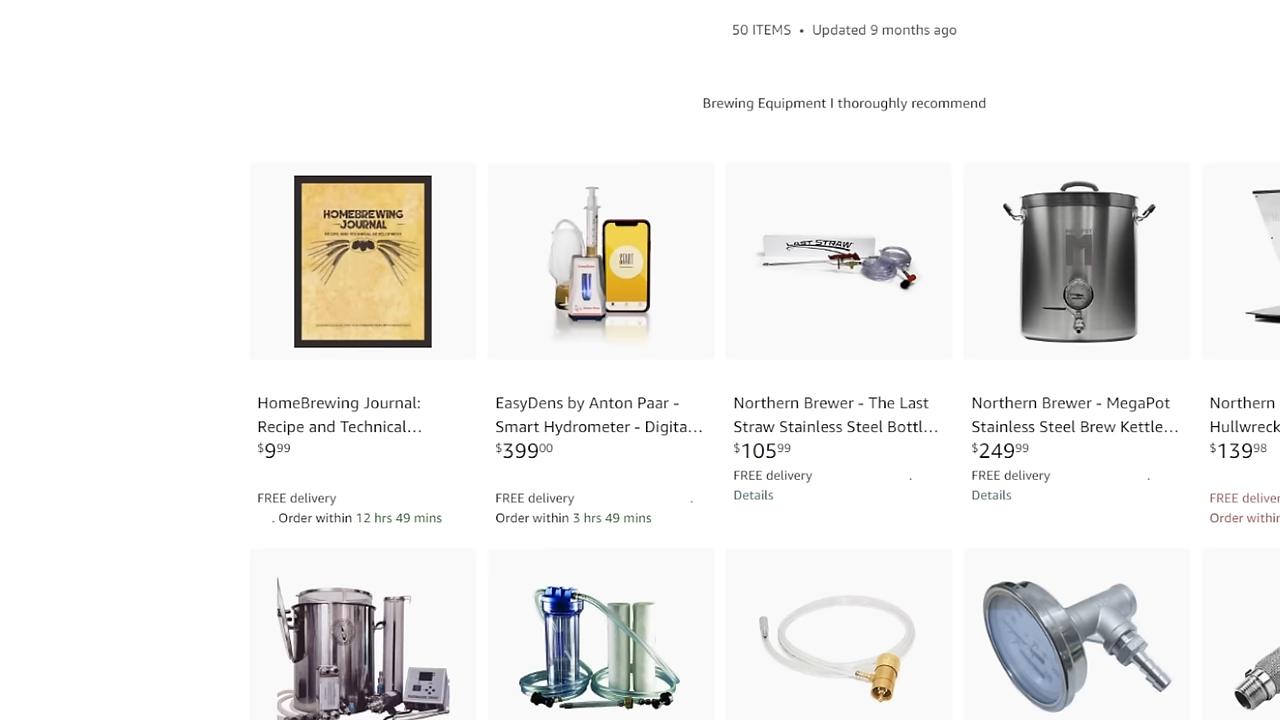 50 ITEMS • Updated 9 months ago
Brewing Equipment I thoroughly recommend
HOMEBREWING
JOURNAL
START
LAST STRAW
HomeBrewing Journal:
Recipe and Technical...
$9.99
FREE delivery
. Order within 12 hrs 49 mins
EasyDens by Anton Paar -
Smart Hydrometer - Digita...
$399.00
FREE delivery .
Order within 3 hrs 49 mins
Northern Brewer - The Last
Straw Stainless Steel Bottl...
$105.99
FREE delivery .
Details
Northern Brewer - MegaPot
Stainless Steel Brew Kettle...
$249.99
FREE delivery .
Details
Northern
Hullwreck
$139.98
FREE deliver
Order within